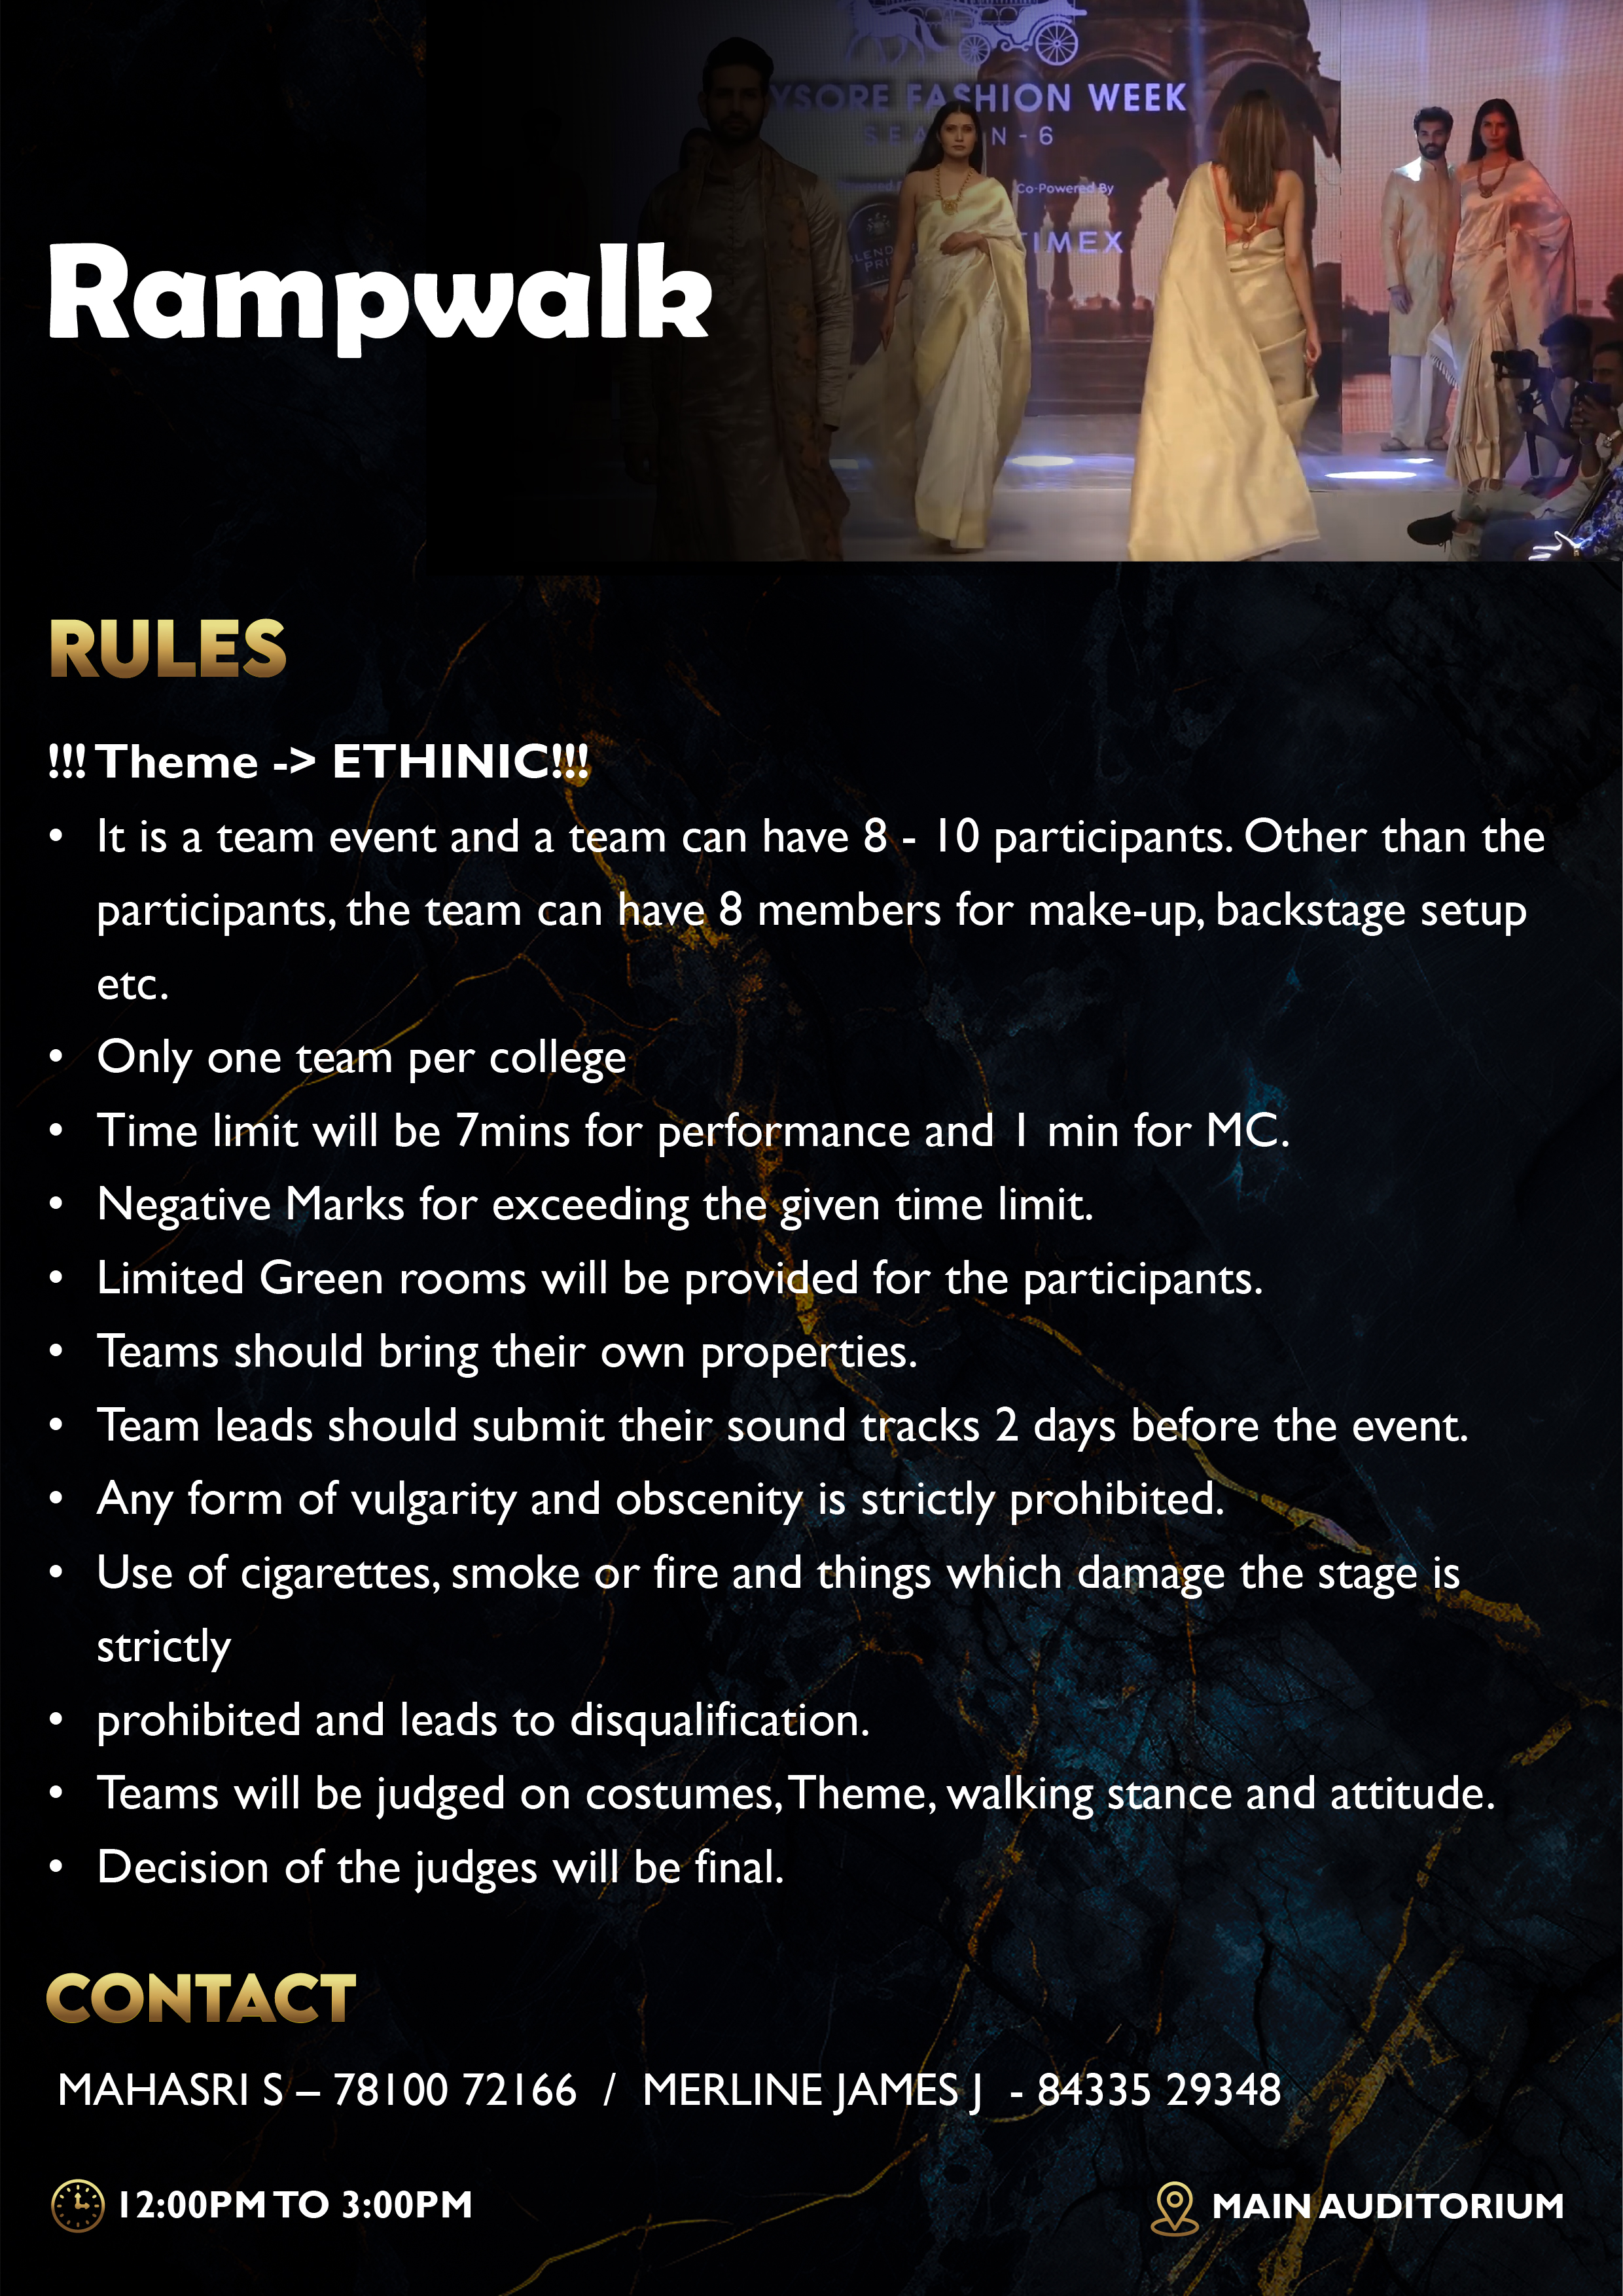 YSORE FASHION WEEK
N - 6
Co-Powered By
TIMEX
Rampwalk
RULES
!!! Theme -> ETHINIC!!!
• It is a team event and a team can have 8 - 10 participants. Other than the
participants, the team can have 8 members for make-up, backstage setup
etc.
• Only one team per college
• Time limit will be 7mins for performance and 1 min for MC.
• Negative Marks for exceeding the given time limit.
• Limited Green rooms will be provided for the participants.
• Teams should bring their own properties.
• Team leads should submit their sound tracks 2 days before the event.
• Any form of vulgarity and obscenity is strictly prohibited.
• Use of cigarettes, smoke or fire and things which damage the stage is
strictly
• prohibited and leads to disqualification.
• Teams will be judged on costumes, Theme, walking stance and attitude.
• Decision of the judges will be final.
CONTACT
MAHASRI S – 78100 72166 / MERLINE JAMES J - 84335 29348
12:00PM TO 3:00PM
MAIN AUDITORIUM